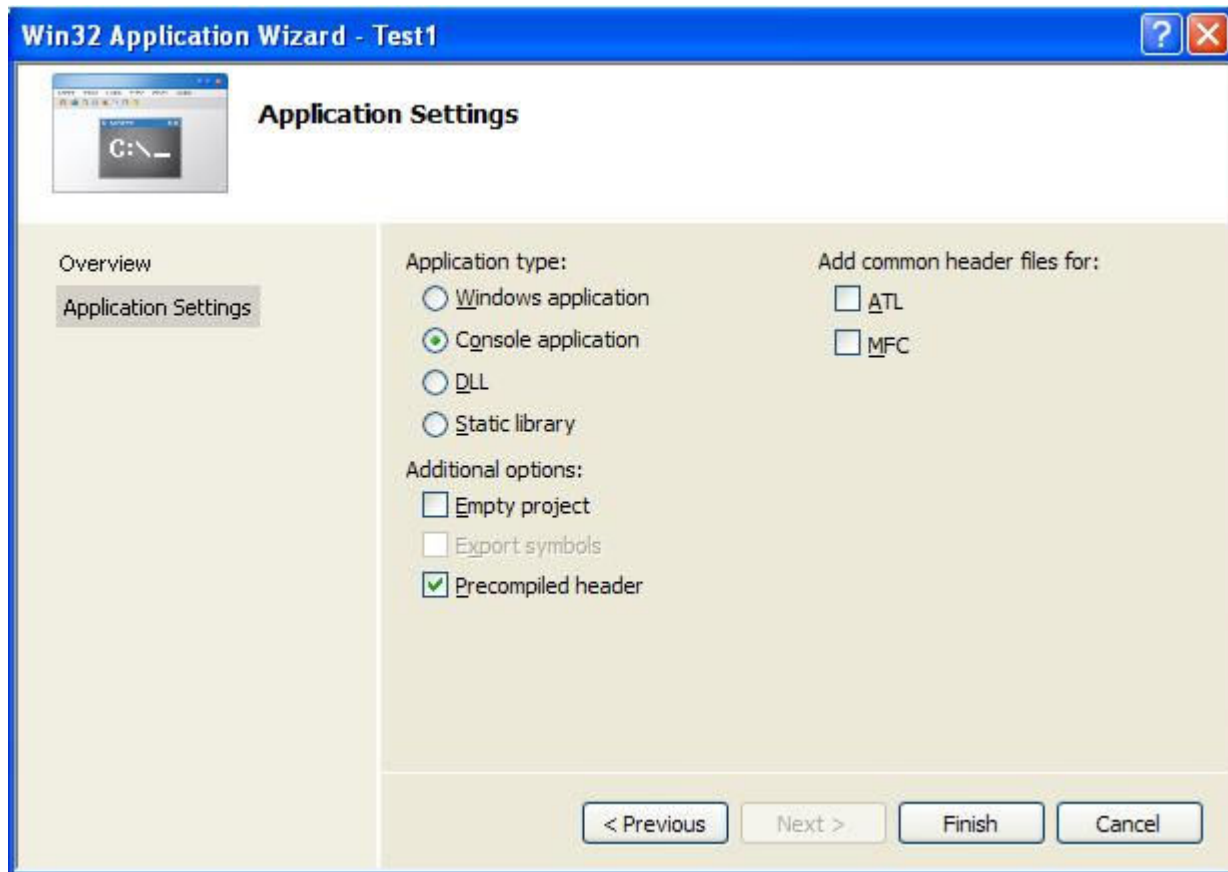 Win32 Application Wizard - Test1
C:\_
Application Settings
Overview
Application Settings
Application type:
Windows application
Console application
DLL
Static library
Additional options:
Empty project
Export symbols
Precompiled header
Add common header files for:
ATL
MFC
< Previous
Next >
Finish
Cancel